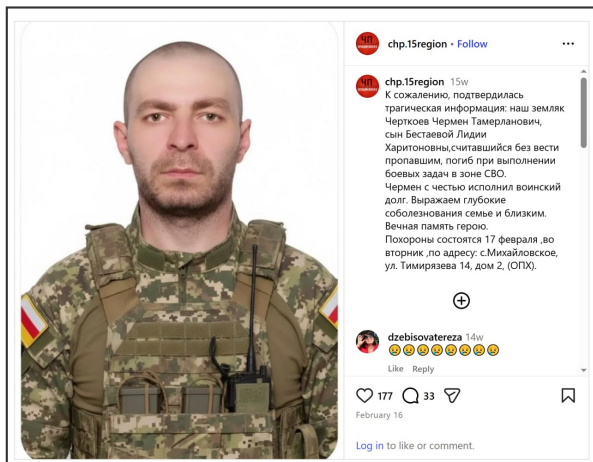 ЧП
chp.15region • Follow
chp.15region 15w
К сожалению, подтвердилась
трагическая информация: наш земляк
Черткоев Чермен Тамерланович,
сын Бестаевой Лидии
Харитоновны,считавшийся без вести
пропавшим, погиб при выполнении
боевых задач в зоне СВО.
Чермен с честью исполнил воинский
долг. Выражаем глубокие
соболезнования семье и близким.
Вечная память герою.
Похороны состоятся 17 февраля ,во
вторник ,по адресу: с.Михайловское,
ул. Тимирязева 14, дом 2, (ОПХ).
dzebisovatereza 14w
Like Reply
177 33
February 16
Log in to like or comment.